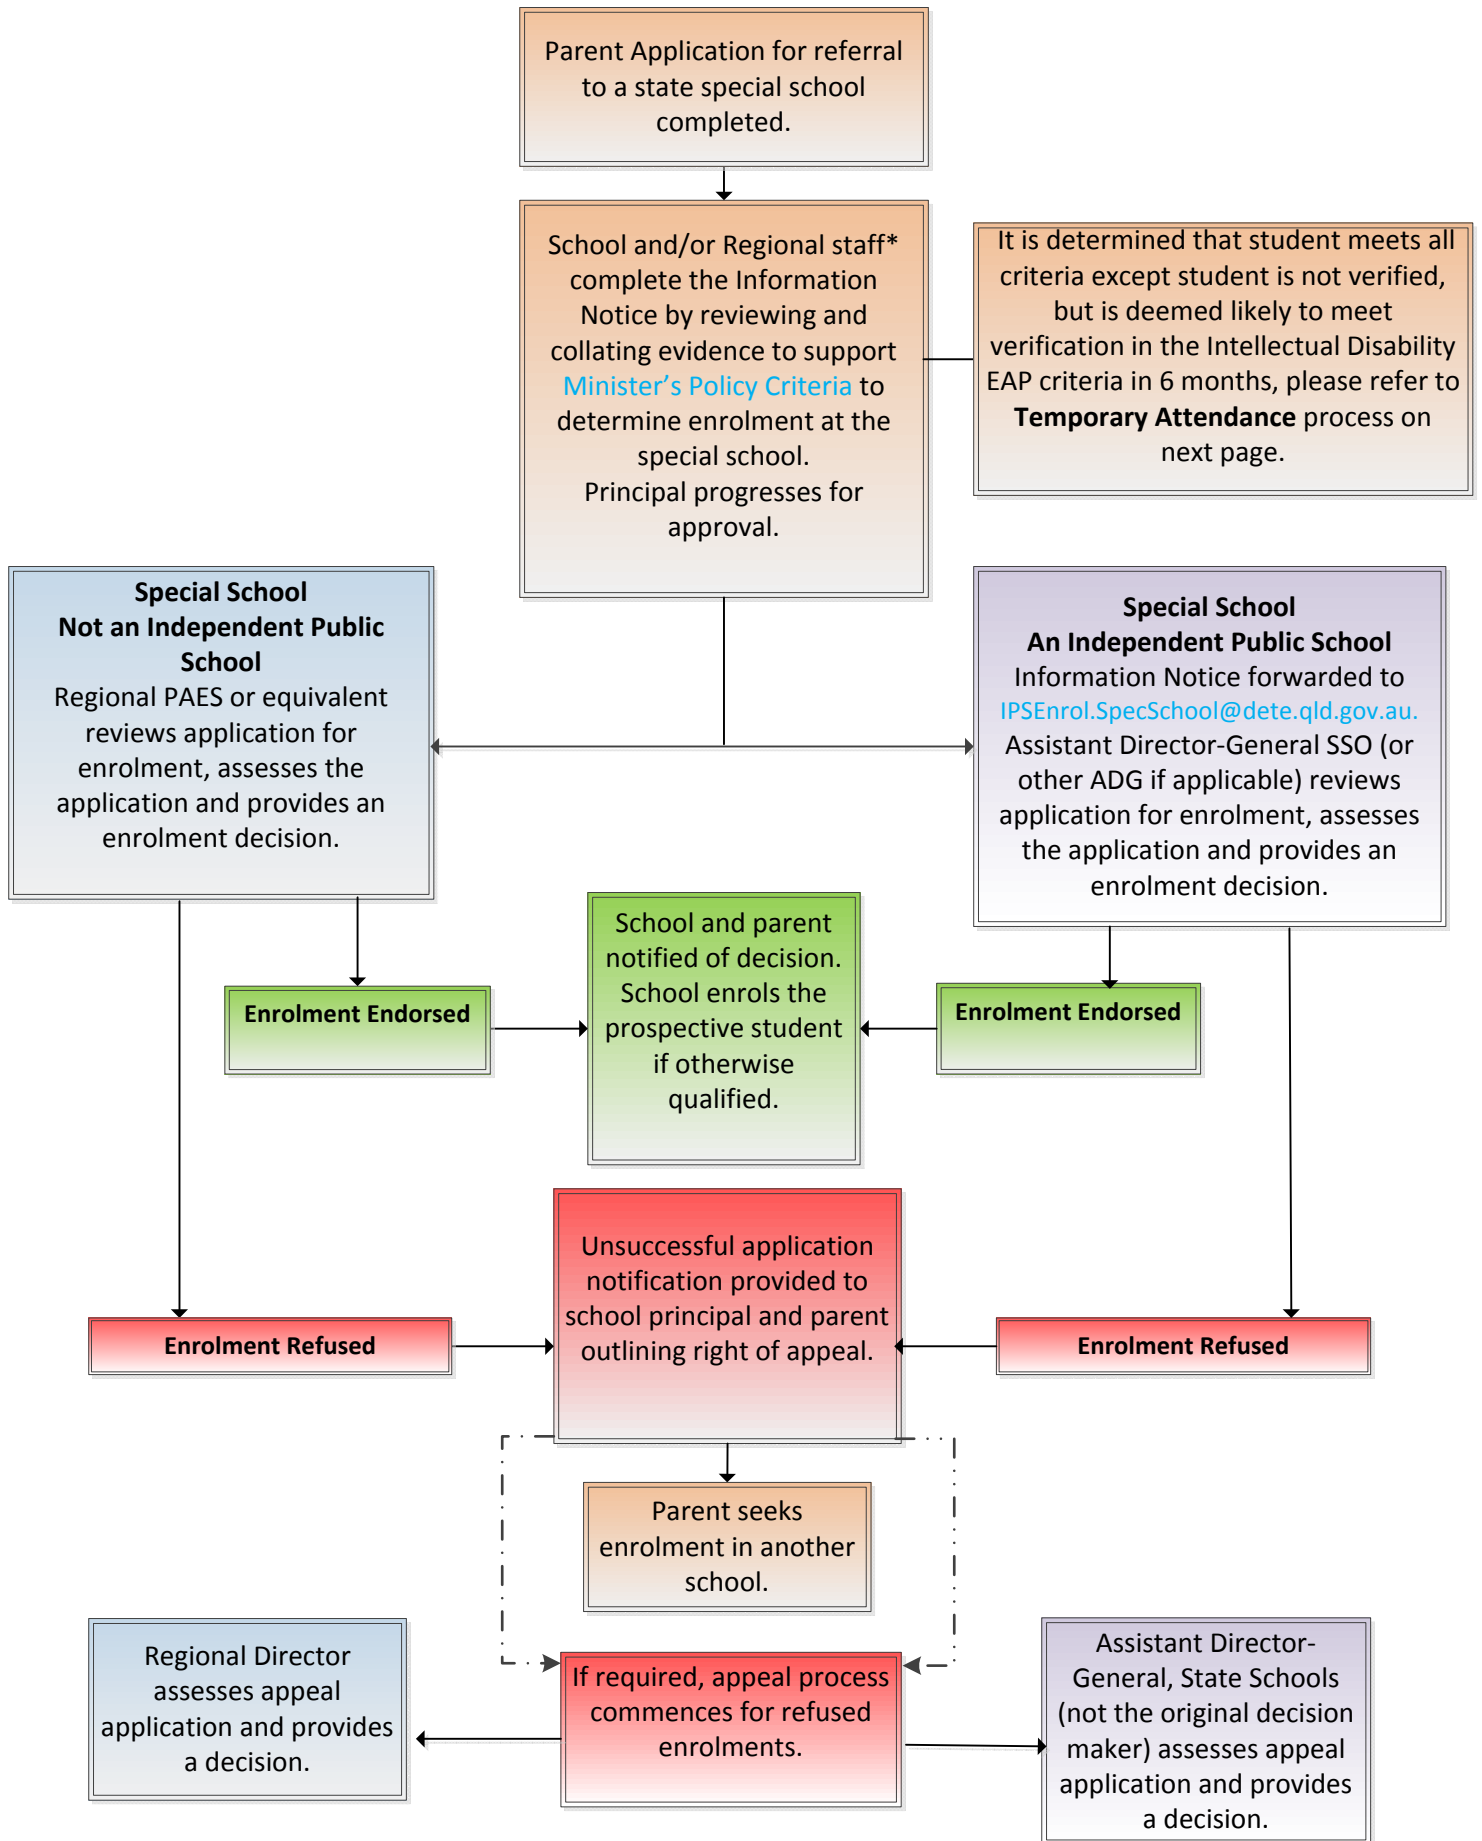 Parent Application for referral
to a state special school
completed.
School and/or Regional staff*
complete the Information
Notice by reviewing and
collating evidence to support
Minister's Policy Criteria to
determine enrolment at the
special school.
Principal progresses for
approval.
It is determined that student meets all
criteria except student is not verified,
but is deemed likely to meet
verification in the Intellectual Disability
EAP criteria in 6 months, please refer to
Temporary Attendance process on
next page.
Special School
Not an Independent Public
School
Regional PAES or equivalent
reviews application for
enrolment, assesses the
application and provides an
enrolment decision.
Special School
An Independent Public School
Information Notice forwarded to
IPSEnrol.SpecSchool@dete.qld.gov.au.
Assistant Director-General SSO (or
other ADG if applicable) reviews
application for enrolment, assesses
the application and provides an
enrolment decision.
Enrolment Endorsed
School and parent
notified of decision.
School enrols the
prospective student
if otherwise
qualified.
Enrolment Endorsed
Enrolment Refused
Unsuccessful application
notification provided to
school principal and parent
outlining right of appeal.
Enrolment Refused
Parent seeks
enrolment in another
school.
Regional Director
assesses appeal
application and provides
a decision.
If required, appeal process
commences for refused
enrolments.
Assistant Director-
General, State Schools
(not the original decision
maker) assesses appeal
application and provides
a decision.